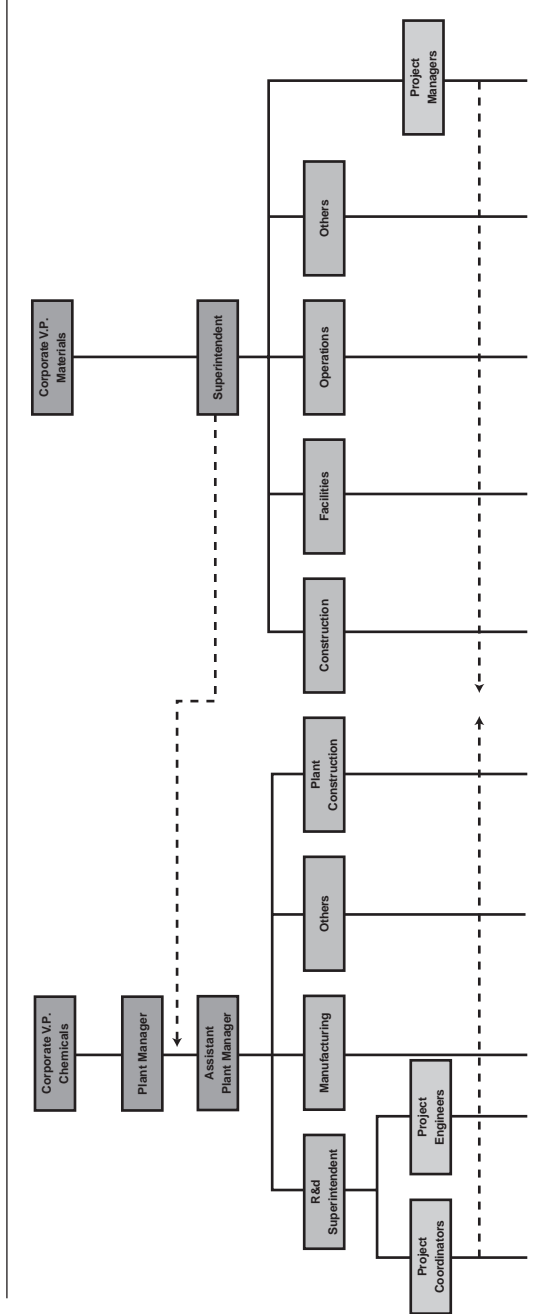 Corporate V.P.
Chemicals
Corporate V.P.
Materials
Plant Manager
Assistant
Plant Manager
Superintendent
R&d
Superintendent
Manufacturing
Others
Plant
Construction
Construction
Facilities
Operations
Others
Project
Coordinators
Project
Engineers
Project
Managers